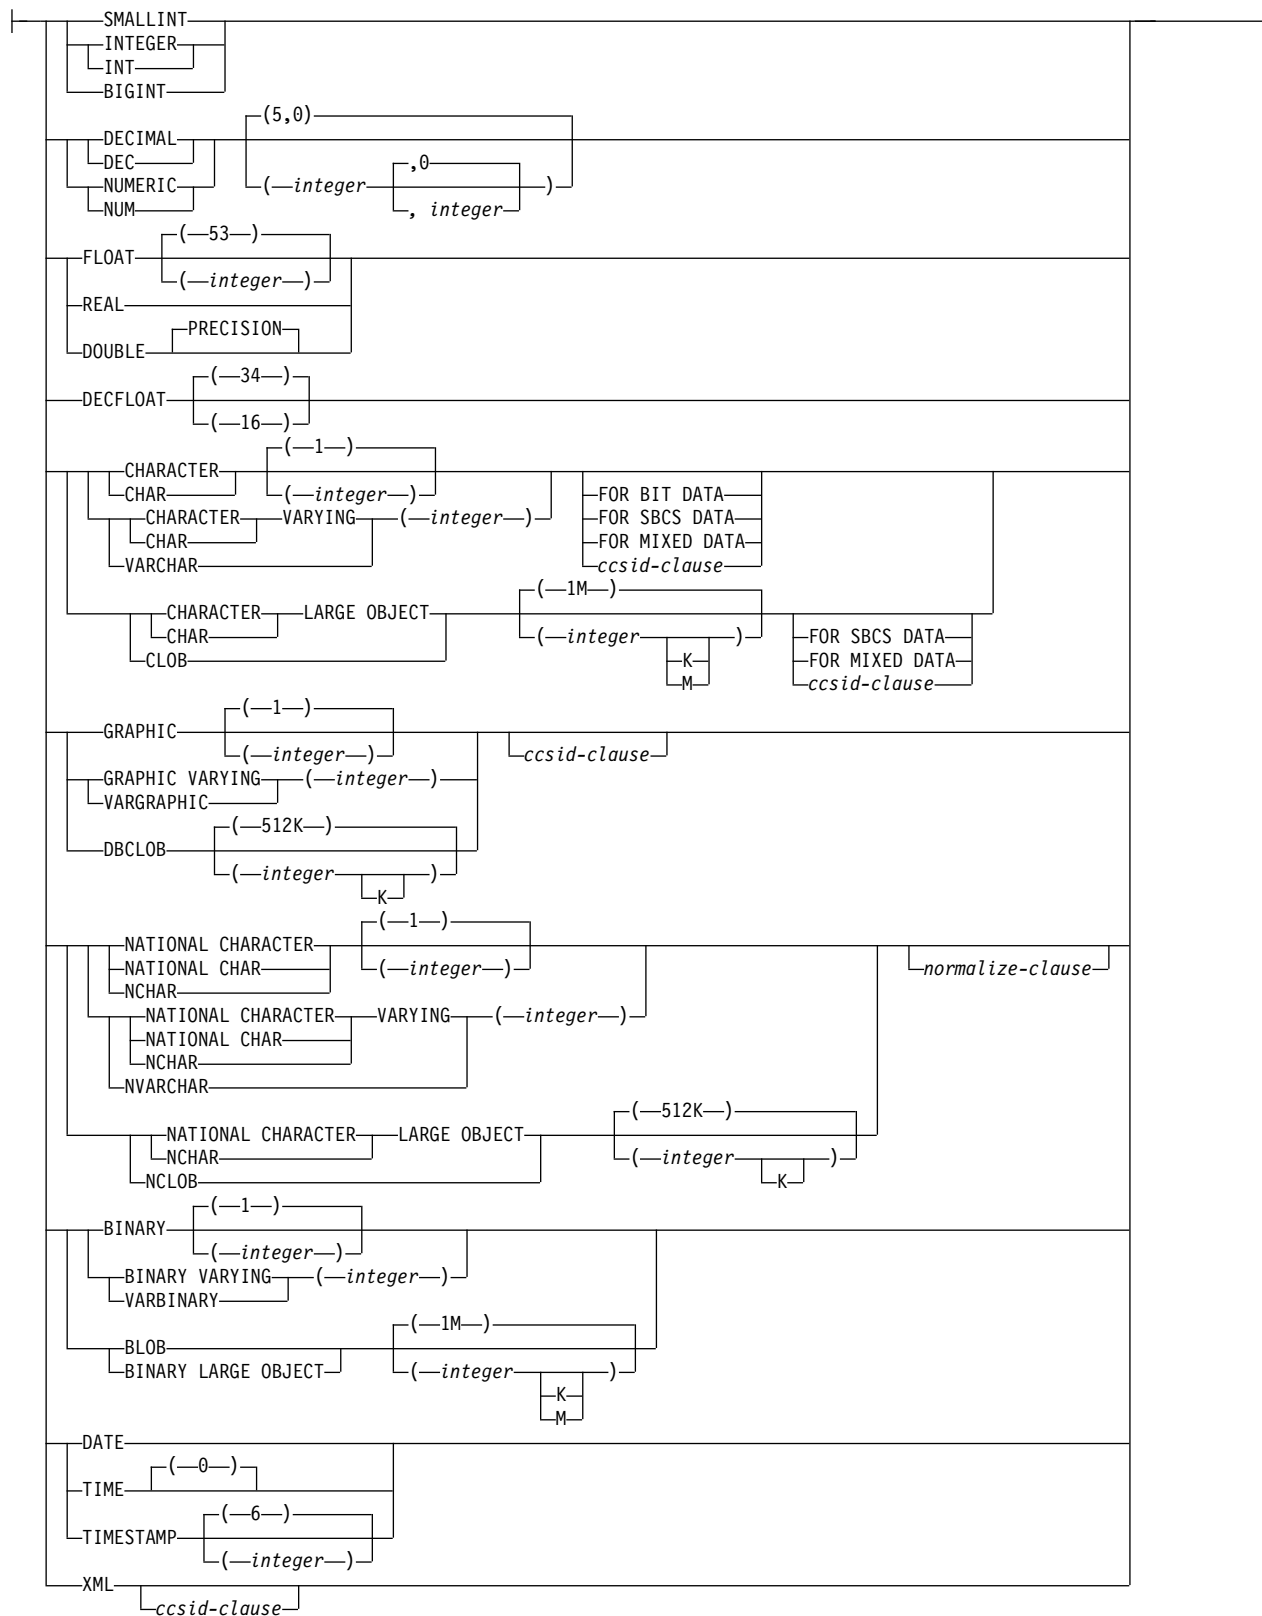 SMALLINT
INTEGER
INT
BIGINT
(5,0)
DECIMAL
DEC
,0
NUMERIC ( integer )
NUM , integer
( 53 )
FLOAT
( integer )
REAL
PRECISION
DOUBLE
( 34 )
DECFLOAT
( 16 )
( 1 )
CHARACTER
CHAR ( integer ) FOR BIT DATA
CHARACTER VARYING ( integer ) FOR SBCS DATA
CHAR FOR MIXED DATA
VARCHAR ccsid-clause
( 1M )
CHARACTER LARGE OBJECT
CHAR ( integer ) FOR SBCS DATA
CLOB K FOR MIXED DATA
M ccsid-clause
( 1 )
GRAPHIC
( integer ) ccsid-clause
GRAPHIC VARYING ( integer )
VARGRAPHIC
( 512K )
DBCLOB
( integer )
K
( 1 )
NATIONAL CHARACTER
NATIONAL CHAR ( integer ) normalize-clause
NCHAR
NATIONAL CHARACTER VARYING ( integer )
NATIONAL CHAR
NCHAR
NVARCHAR
( 512K )
NATIONAL CHARACTER LARGE OBJECT
NCHAR ( integer )
NCLOB K
( 1 )
BINARY
( integer )
BINARY VARYING ( integer )
VARBINARY
( 1M )
BLOB
BINARY LARGE OBJECT ( integer )
K
M
DATE
( 0 )
TIME
( 6 )
TIMESTAMP
( integer )
XML
ccsid-clause